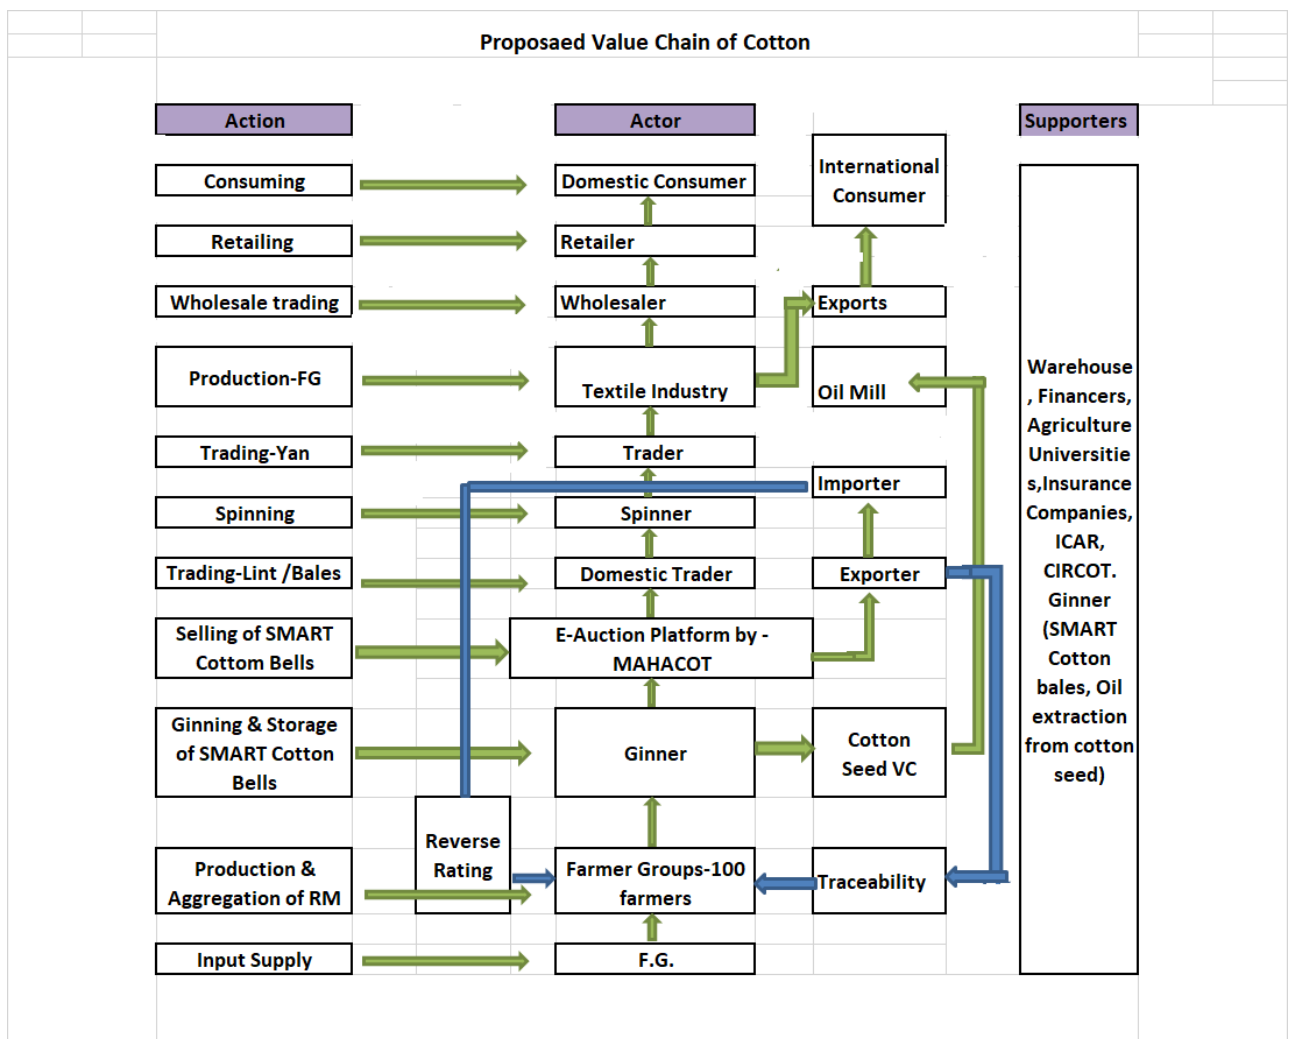 Proposaed Value Chain of Cotton
Action
Actor
Supporters
Consuming
Domestic Consumer
International
Consumer
Retailing
Retailer
Wholesale trading
Wholesaler
Exports
Production-FG
Textile Industry
Oil Mill
Trading-Yan
Trader
Importer
Spinning
Spinner
Trading-Lint /Bales
Domestic Trader
Exporter
Selling of SMART
Cottom Bells
E-Auction Platform by -
MAHACOT
Ginning & Storage
of SMART Cotton
Bells
Ginner
Cotton
Seed VC
Reverse
Rating
Production &
Aggregation of RM
Farmer Groups-100
farmers
Traceability
Input Supply
F.G.
Warehouse
, Financers,
Agriculture
Universitie
s,Insurance
Companies,
ICAR,
CIRCOT.
Ginner
(SMART
Cotton
bales, Oil
extraction
from cotton
seed)